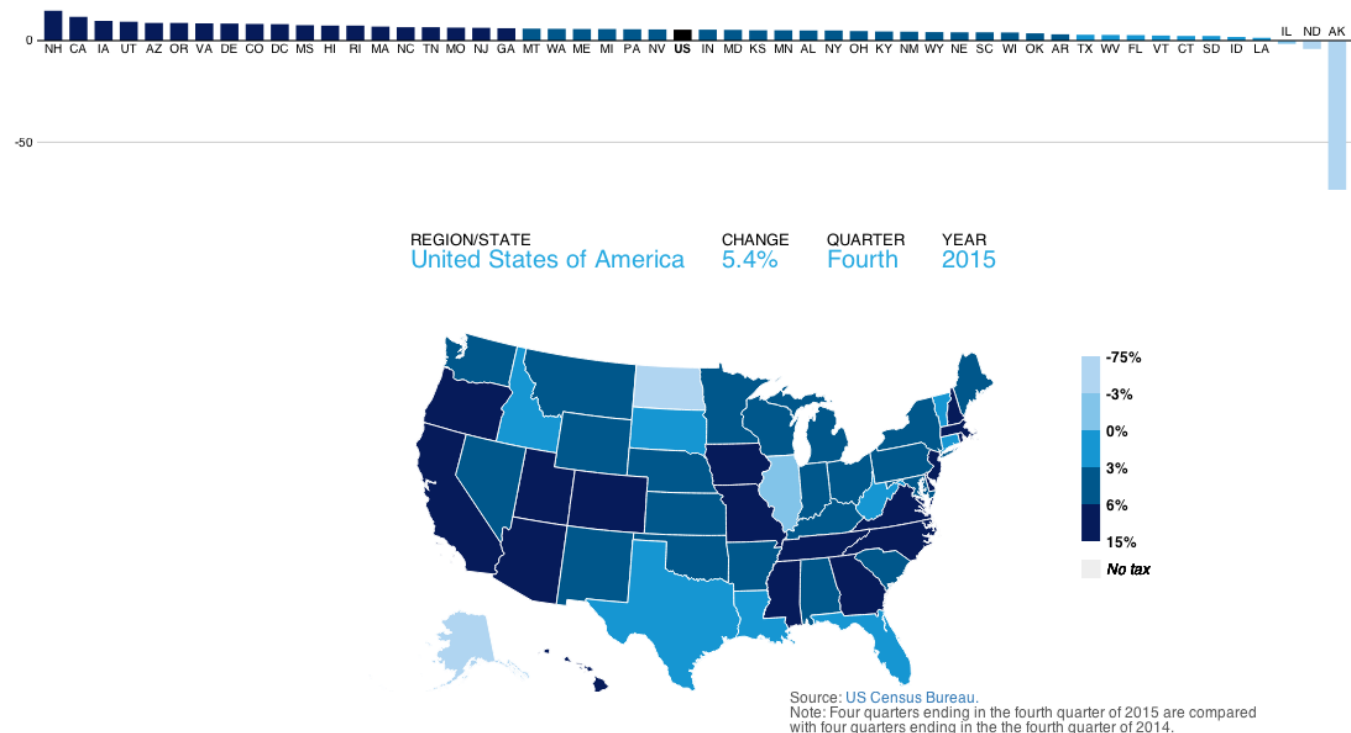 IL ND AK
0
NH CA IA UT AZ OR VA DE CO DC MS HI RI MA NC TN MO NJ GA MT WA ME MI PA NV US IN MD KS MN AL NY OH KY NM WY NE SC WI OK AR TX WV FL VT CT SD ID LA
-50
REGION/STATE CHANGE QUARTER YEAR
United States of America 5.4% Fourth 2015
-75%
-3%
0%
3%
6%
15%
No tax
Source: US Census Bureau.
Note: Four quarters ending in the fourth quarter of 2015 are compared
with four quarters ending in the the fourth quarter of 2014.